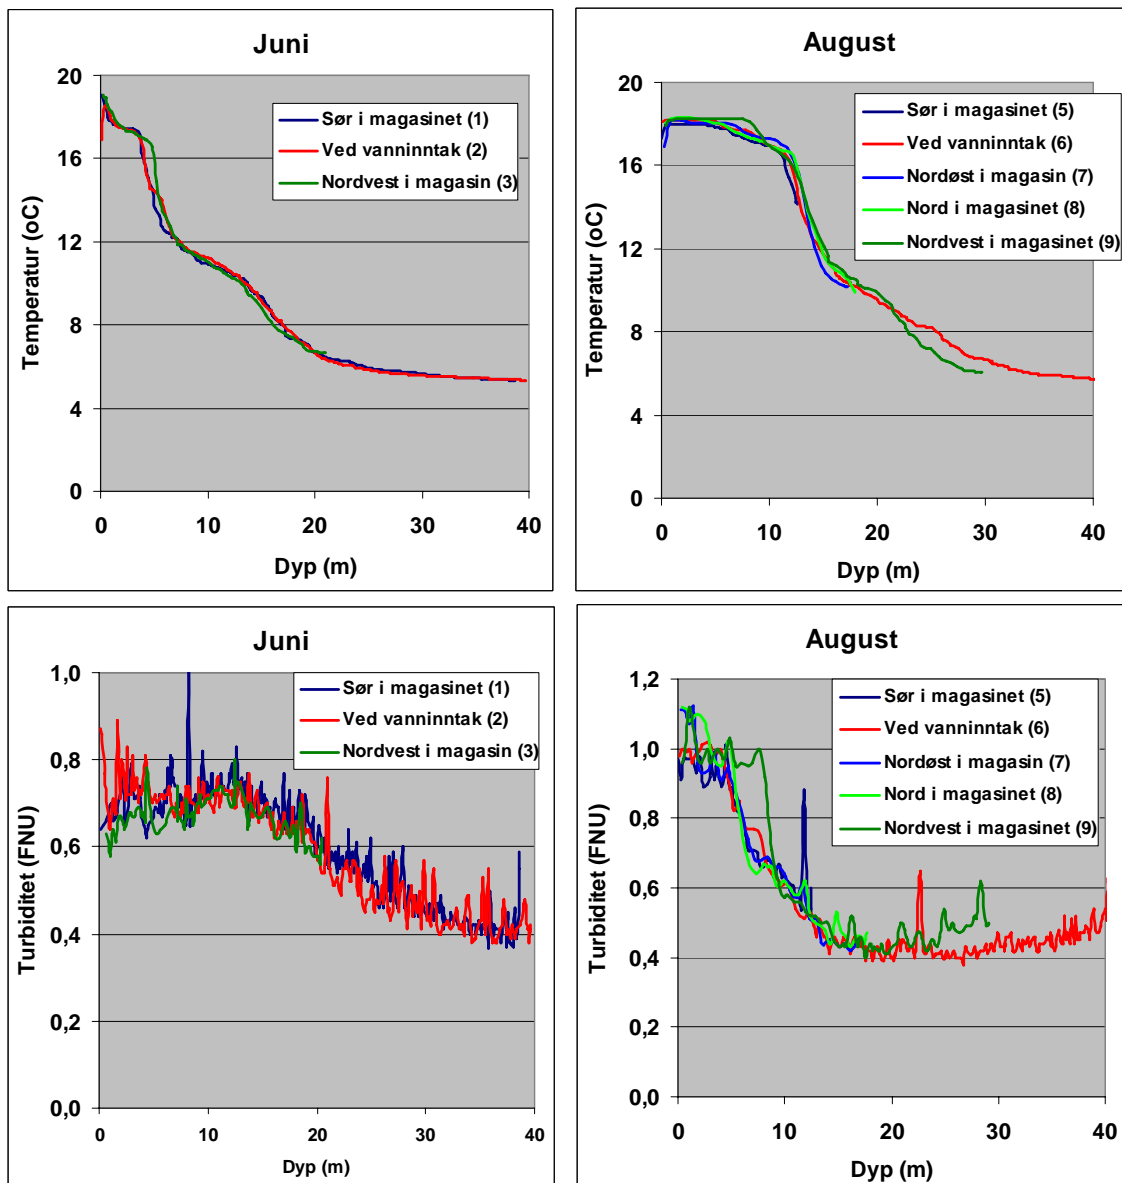 Juni
20
16
12
8
4
0
0 10 20 30 40
Temperatur (oC)
Dyp (m)
Sør i magasinet (1)
Ved vanninntak (2)
Nordvest i magasin (3)
August
20
16
12
8
4
0
0 10 20 30 40
Temperatur (oC)
Dyp (m)
Sør i magasinet (5)
Ved vanninntak (6)
Nordøst i magasin (7)
Nord i magasinet (8)
Nordvest i magasinet (9)
Juni
1,0
0,8
0,6
0,4
0,2
0,0
0 10 20 30 40
Turbiditet (FNU)
Dyp (m)
Sør i magasinet (1)
Ved vanninntak (2)
Nordvest i magasin (3)
August
1,2
1,0
0,8
0,6
0,4
0,2
0,0
0 10 20 30 40
Turbiditet (FNU)
Dyp (m)
Sør i magasinet (5)
Ved vanninntak (6)
Nordøst i magasin (7)
Nord i magasinet (8)
Nordvest i magasinet (9)